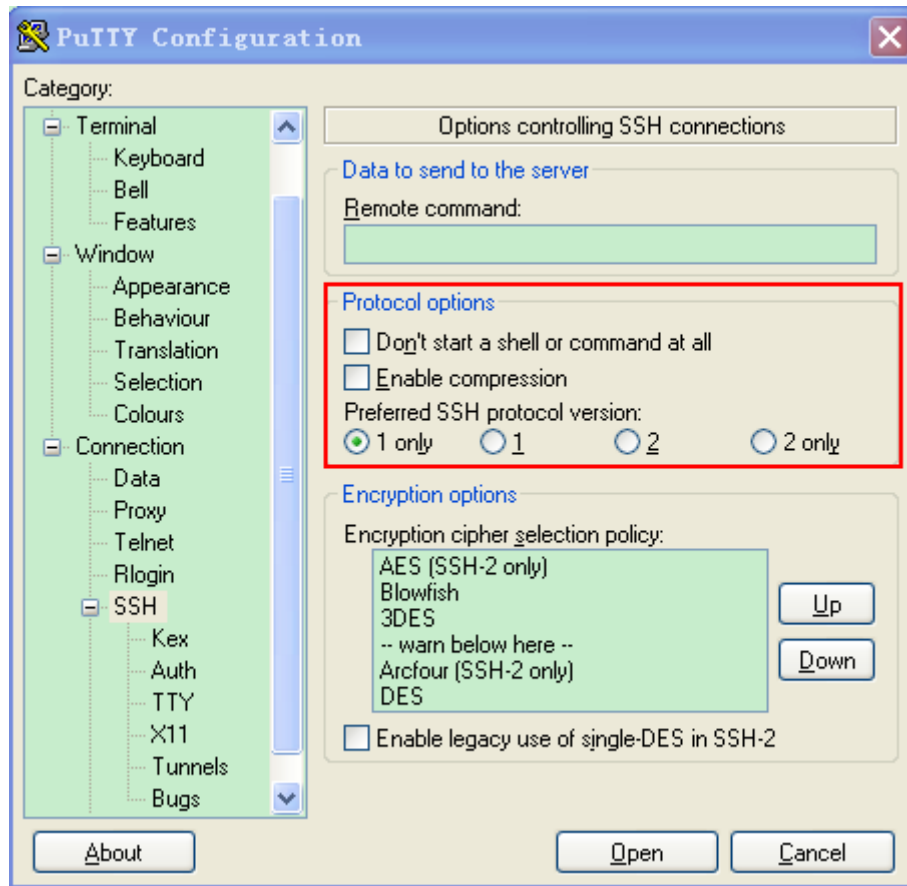 PuTTY Configuration
Category:
Terminal
Keyboard
Bell
Features
Window
Appearance
Behaviour
Translation
Selection
Colours
Connection
Data
Proxy
Telnet
Rlogin
SSH
Kex
Auth
TTY
X11
Tunnels
Bugs
Options controlling SSH connections
Data to send to the server
Remote command:
Protocol options
Don't start a shell or command at all
Enable compression
Preferred SSH protocol version:
1 only 1 2 2 only
Encryption options
Encryption cipher selection policy:
AES (SSH-2 only)
Blowfish
3DES
-- warn below here --
Arcfour (SSH-2 only)
DES
Up
Down
Enable legacy use of single-DES in SSH-2
About Open Cancel